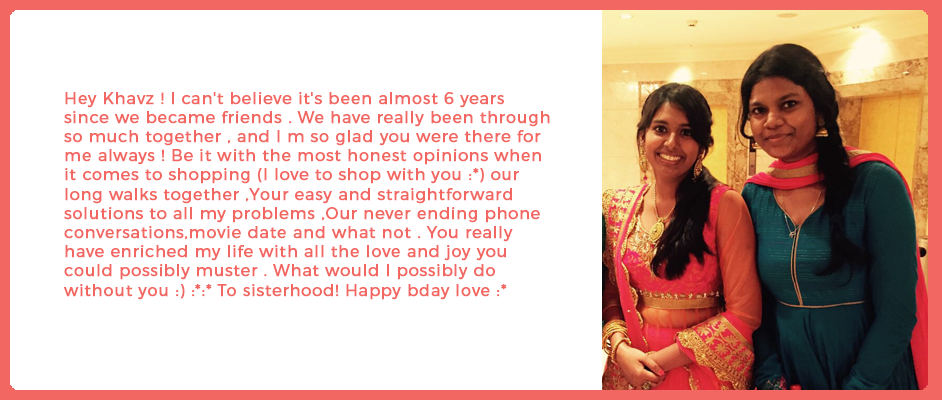 Hey Khavz ! I can't believe it's been almost 6 years
since we became friends . We have really been through
so much together , and I m so glad you were there for
me always ! Be it with the most honest opinions when
it comes to shopping (I love to shop with you :*) our
long walks together ,Your easy and straightforward
solutions to all my problems ,Our never ending phone
conversations,movie date and what not . You really
have enriched my life with all the love and joy you
could possibly muster . What would I possibly do
without you :) :*:* To sisterhood! Happy bday love :*